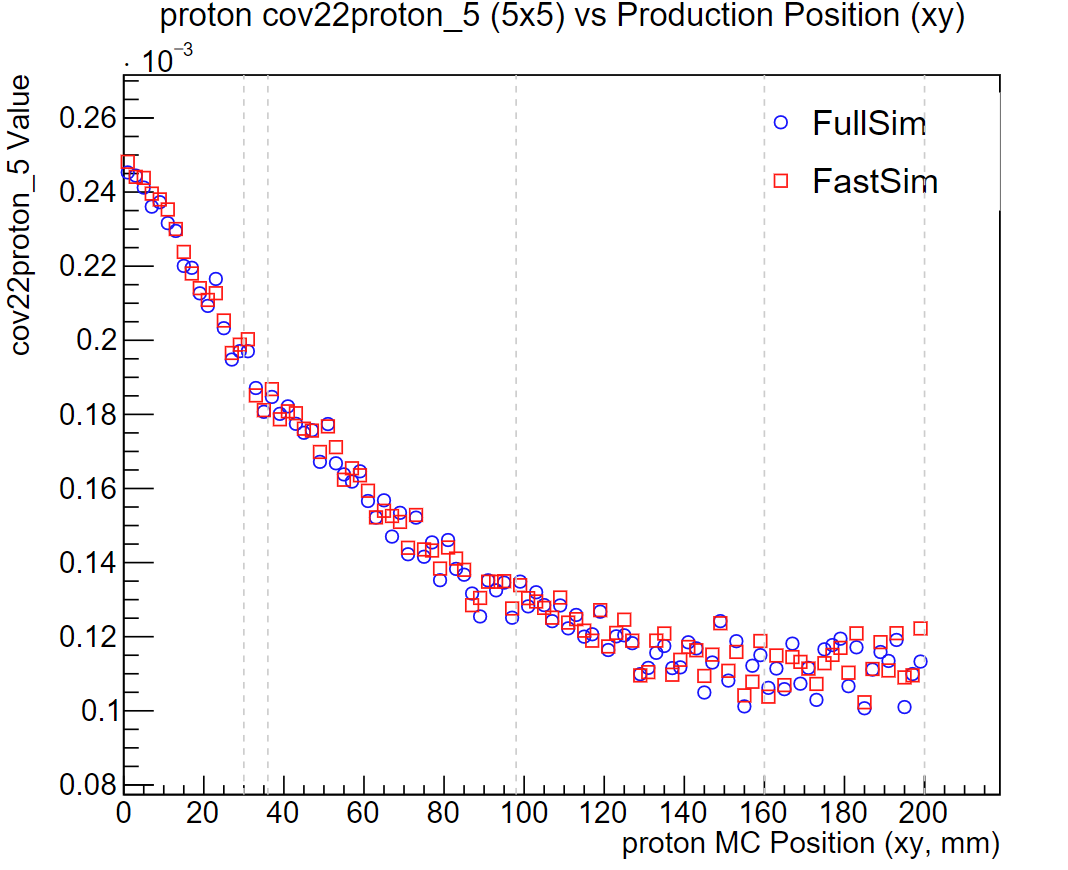 proton cov22proton_5 (5x5) vs Production Position (xy)
· 10⁻³
cov22proton_5 Value
0.26
0.24
0.22
0.2
0.18
0.16
0.14
0.12
0.1
0.08
FullSim
FastSim
0 20 40 60 80 100 120 140 160 180 200
proton MC Position (xy, mm)